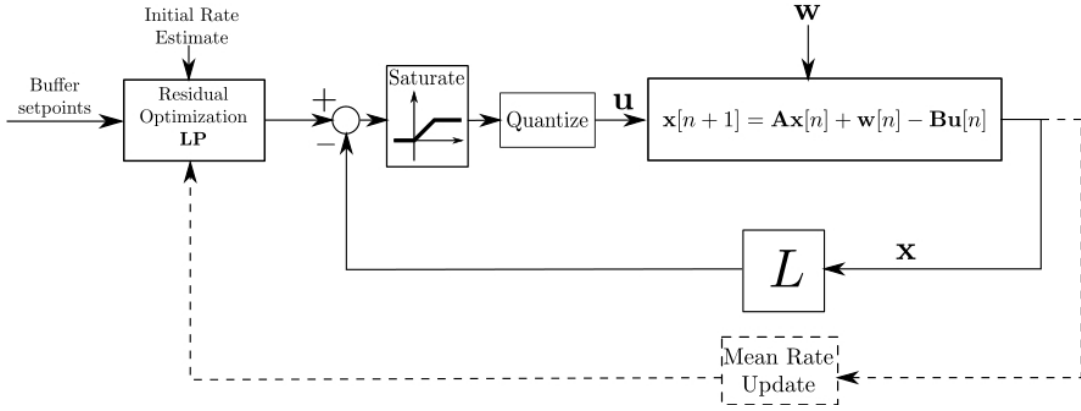 Initial Rate
Estimate
Buffer
setpoints
Residual
Optimization
LP
+
−
Saturate
Quantize
u
w
x[n + 1] = Ax[n] + w[n] − Bu[n]
L
x
Mean Rate
Update